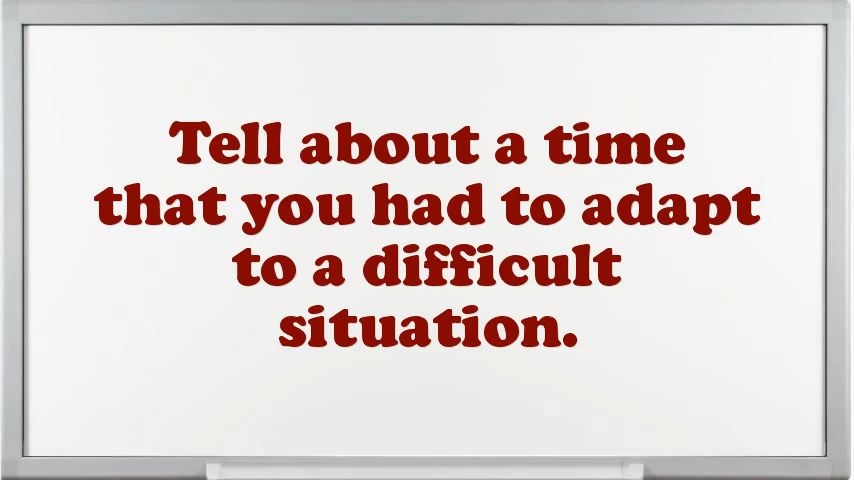 Tell about a time
that you had to adapt
to a difficult
situation.